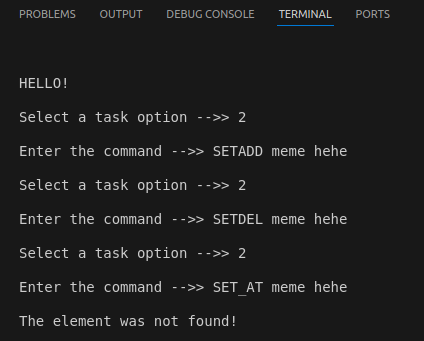 PROBLEMS OUTPUT DEBUG CONSOLE TERMINAL PORTS
HELLO!
Select a task option -->> 2
Enter the command -->> SETADD meme hehe
Select a task option -->> 2
Enter the command -->> SETDEL meme hehe
Select a task option -->> 2
Enter the command -->> SET_AT meme hehe
The element was not found!